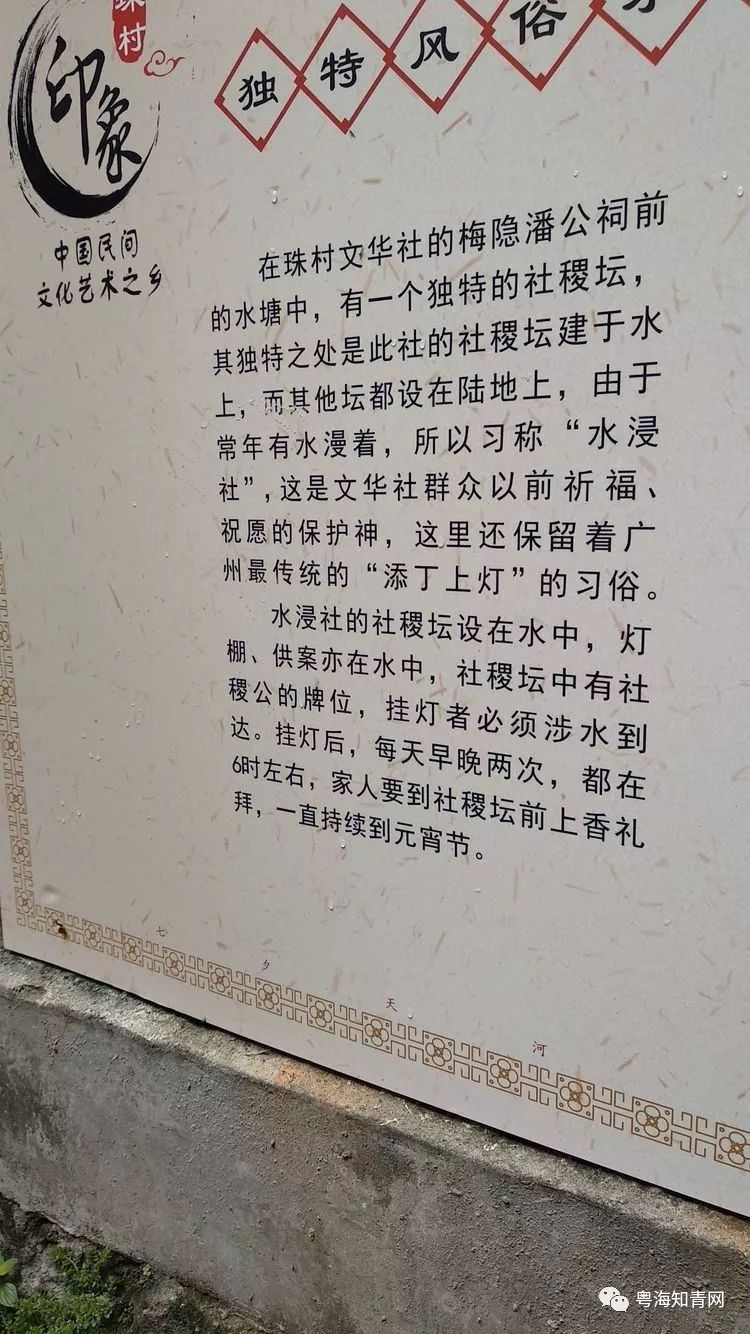 珠村
印象
中国民间
文化艺术之乡
独特风俗
在珠村文华社的梅隐潘公祠前
的水塘中，有一个独特的社稷坛，
其独特之处是此社的社稷坛建于水
上，而其他坛都设在陆地上，由于
常年有水漫着，所以习称“水浸
社”，这是文华社群众以前祈福、
祝愿的保护神，这里还保留着广
州最传统的“添丁上灯”的习俗。
水浸社的社稷坛设在水中，灯
棚、供案亦在水中，社稷坛中有社
稷公的牌位，挂灯者必须涉水到
达。挂灯后，每天早晚两次，都在
6时左右，家人要到社稷坛前上香礼
拜，一直持续到元宵节。
七夕天河
粤海知青网